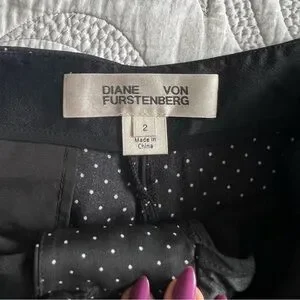 DIANE VON
FURSTENBERG
2
Made in
China